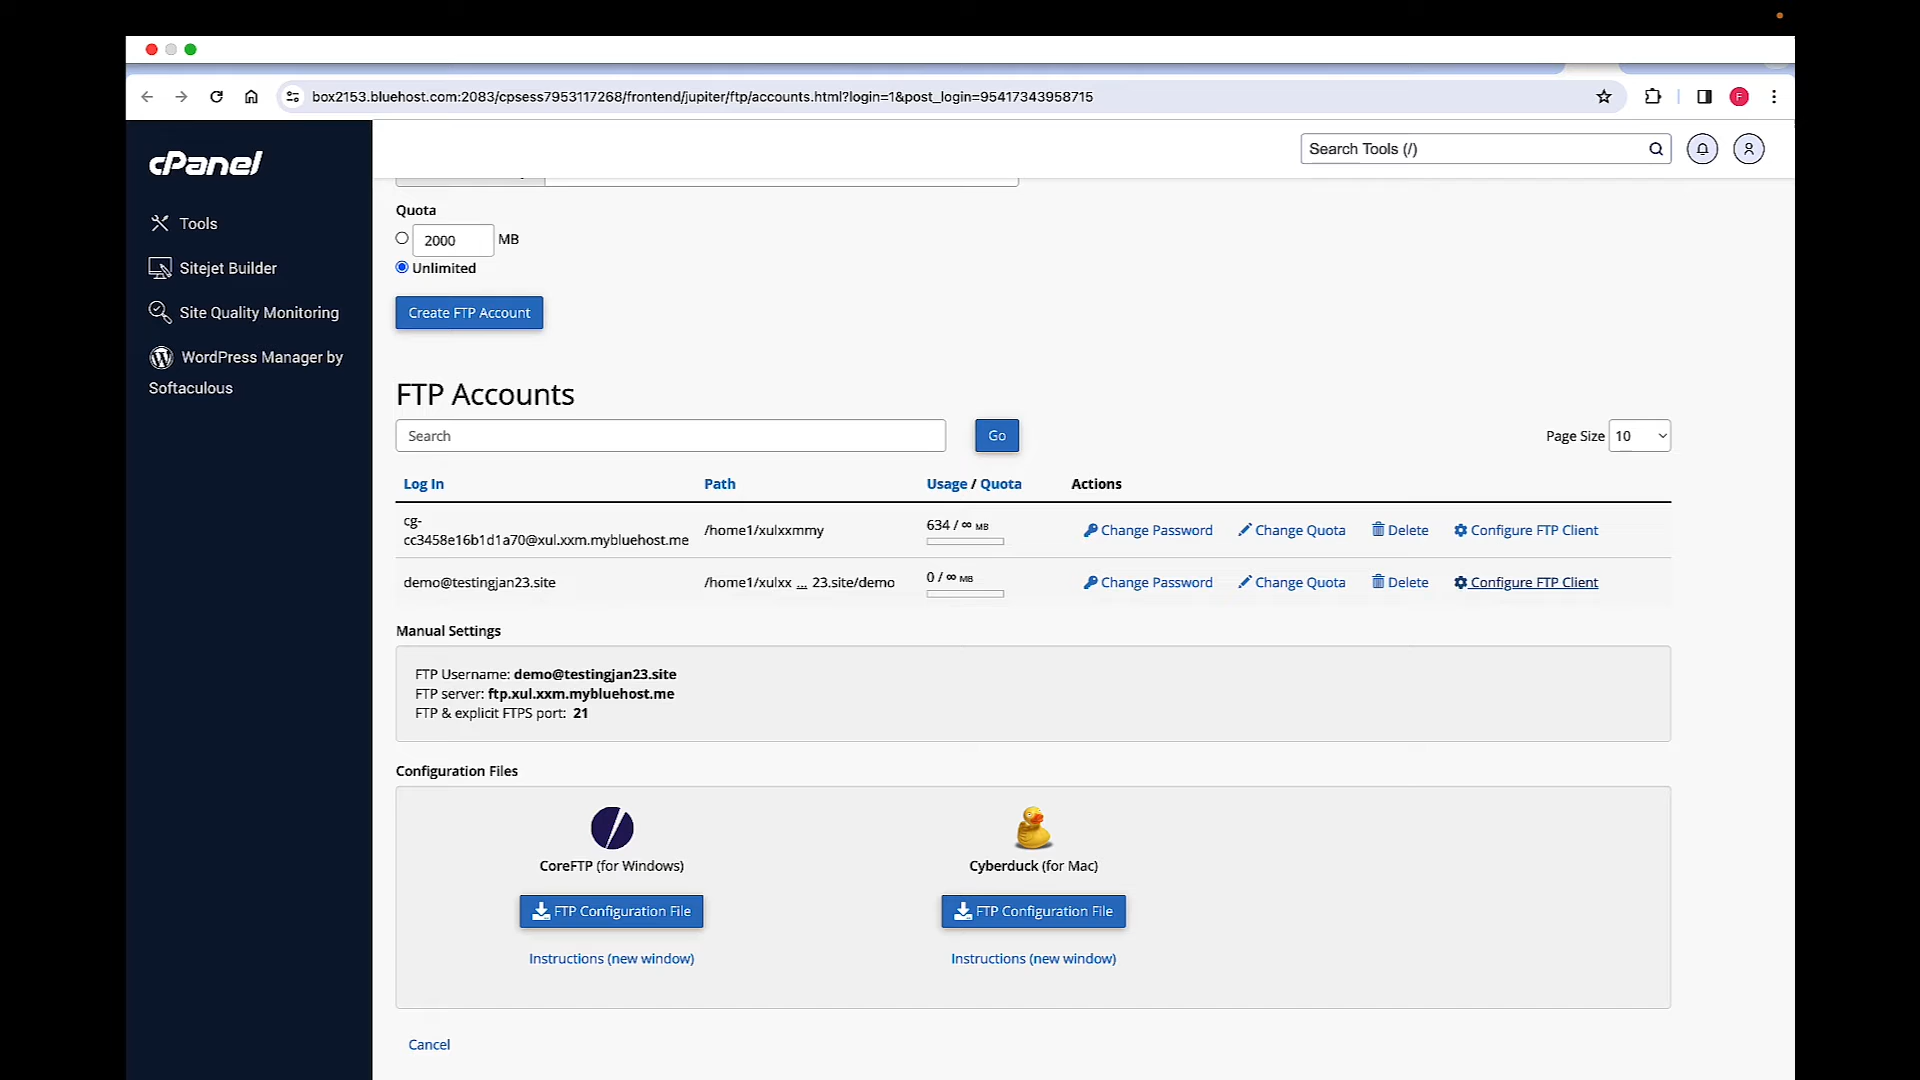 box2153.bluehost.com:2083/cpsess7953117268/frontend/jupiter/ftp/accounts.html?login=1&post_login=95417343958715
F
cPanel
Search Tools (/)
Tools
Sitejet Builder
Site Quality Monitoring
WordPress Manager by
Softaculous
Quota
2000 MB
Unlimited
Create FTP Account
FTP Accounts
Search Go Page Size 10
Log In Path Usage / Quota Actions
cg-
cc3458e16b1d1a70@xul.xxm.mybluehost.me /home1/xulxxmmy 634 / ∞ MB Change Password Change Quota Delete Configure FTP Client
demo@testingjan23.site /home1/xulxx ... 23.site/demo 0 / ∞ MB Change Password Change Quota Delete Configure FTP Client
Manual Settings
FTP Username: demo@testingjan23.site
FTP server: ftp.xul.xxm.mybluehost.me
FTP & explicit FTPS port: 21
Configuration Files
CoreFTP (for Windows) Cyberduck (for Mac)
FTP Configuration File FTP Configuration File
Instructions (new window) Instructions (new window)
Cancel